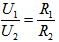 U₁/U₂ = R₁/R₂